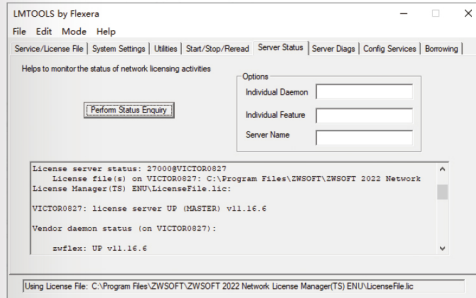 LMTOOLS by Flexera
File Edit Mode Help
Service/License File System Settings Utilities Start/Stop/Reread Server Status Server Diags Config Services Borrowing
Helps to monitor the status of network licensing activities
Options
Individual Daemon
Perform Status Enquiry
Individual Feature
Server Name
License server status: 27000@VICTOR0827
License file(s) on VICTOR0827: C:\Program Files\ZWSOFT\ZWSOFT 2022 Network
License Manager(TS) ENU\LicenseFile.lic:
VICTOR0827: license server UP (MASTER) v11.16.6
Vendor daemon status (on VICTOR0827):
zwflex: UP v11.16.6
Using License File: C:\Program Files\ZWSOFT\ZWSOFT 2022 Network License Manager(TS) ENU\LicenseFile.lic